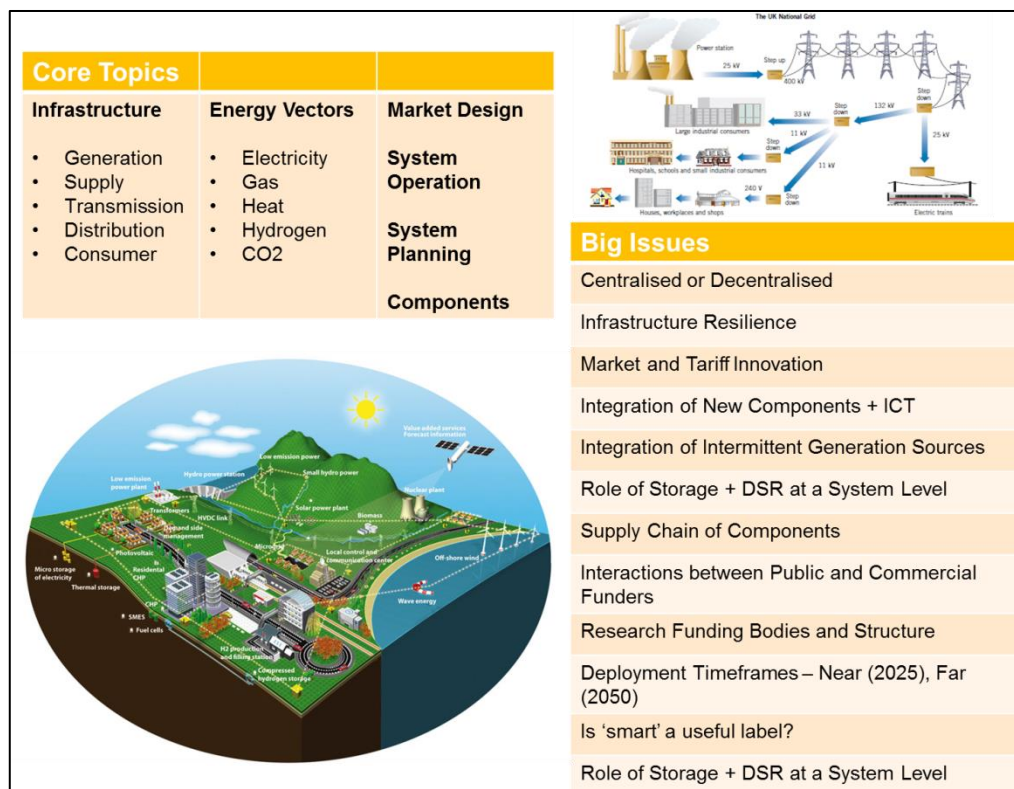 Core Topics
Infrastructure
Energy Vectors
Market Design
• Generation
• Supply
• Transmission
• Distribution
• Consumer
• Electricity
• Gas
• Heat
• Hydrogen
• CO2
System
Operation
System
Planning
Components
The UK National Grid
Power station
25 kV
Step up
400 kV
Step
down
132 kV
Step
down
33 kV
Large industrial consumers
11 kV
Step
down
25 kV
Hospitals, schools and small industrial consumers
11 kV
240 V
Step
down
Houses, workplaces and shops
Electric trains
Big Issues
Centralised or Decentralised
Infrastructure Resilience
Market and Tariff Innovation
Integration of New Components + ICT
Integration of Intermittent Generation Sources
Role of Storage + DSR at a System Level
Supply Chain of Components
Interactions between Public and Commercial
Funders
Research Funding Bodies and Structure
Deployment Timeframes – Near (2025), Far
(2050)
Is ‘smart’ a useful label?
Role of Storage + DSR at a System Level
Value added services
Forecast information
Low emission power
Hydro power station
Small hydro power
Low emission
power plant
Nuclear plant
Solar power plant
Transformers
HVDC link
Biomass
Demand side
management
Microgrid
Photovoltaic
Local control and
communication center
Off-shore wind
Micro storage
of electricity
Residental
CHP
Thermal storage
Wave energy
CHP
SMES
Fuel cells
H2 production
and filling station
Compressed
hydrogen storage